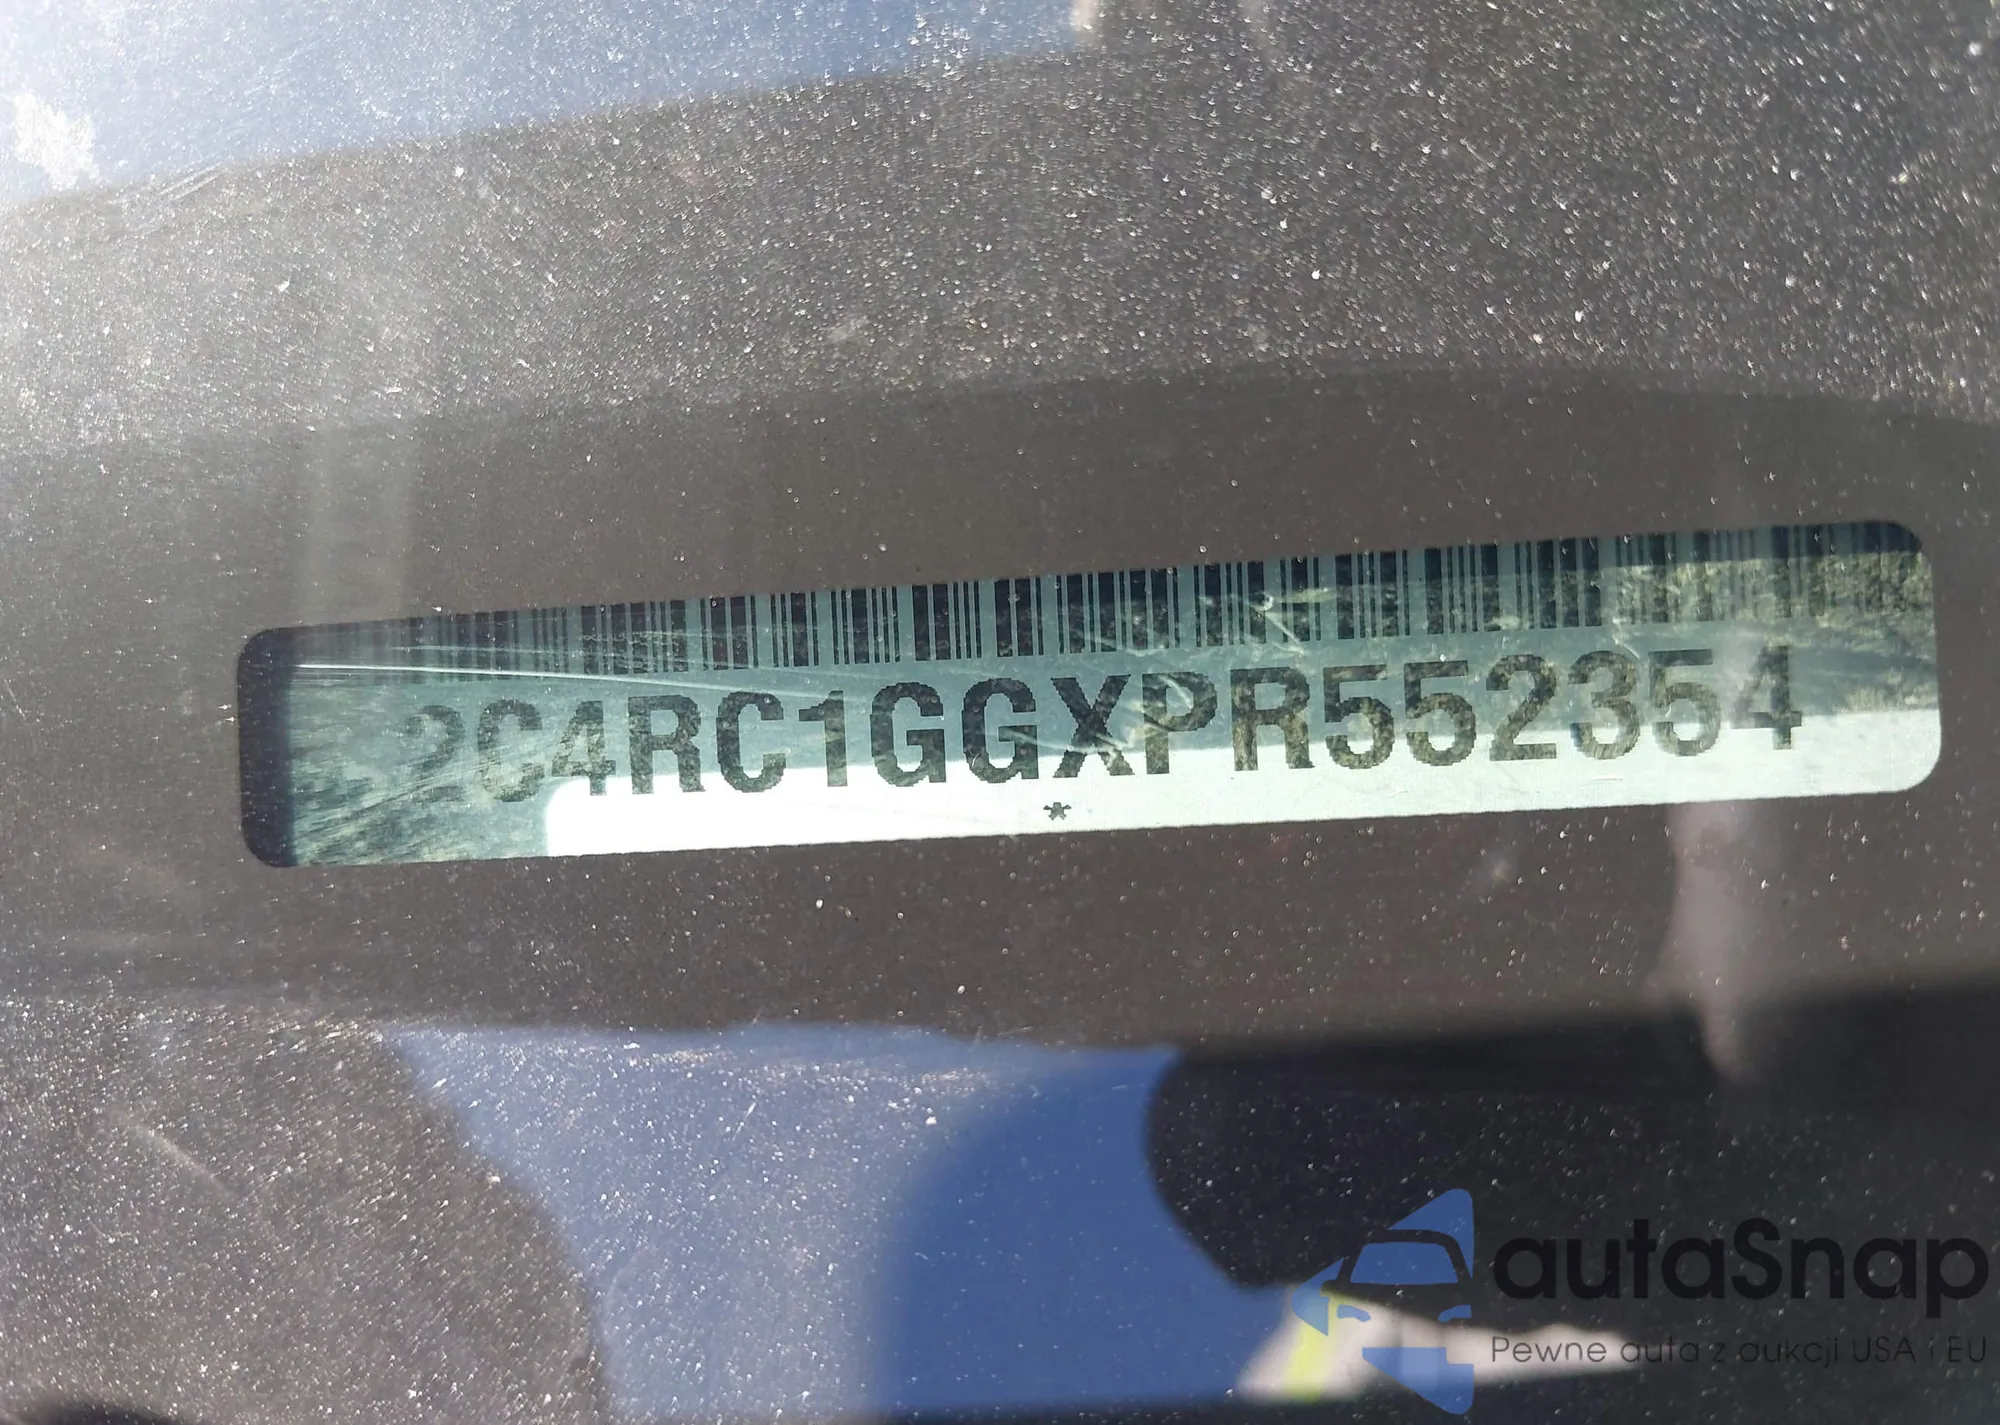 2C4RC1GGXPR552354
*
autaSnap
Pewne auta z aukcji USA i EU